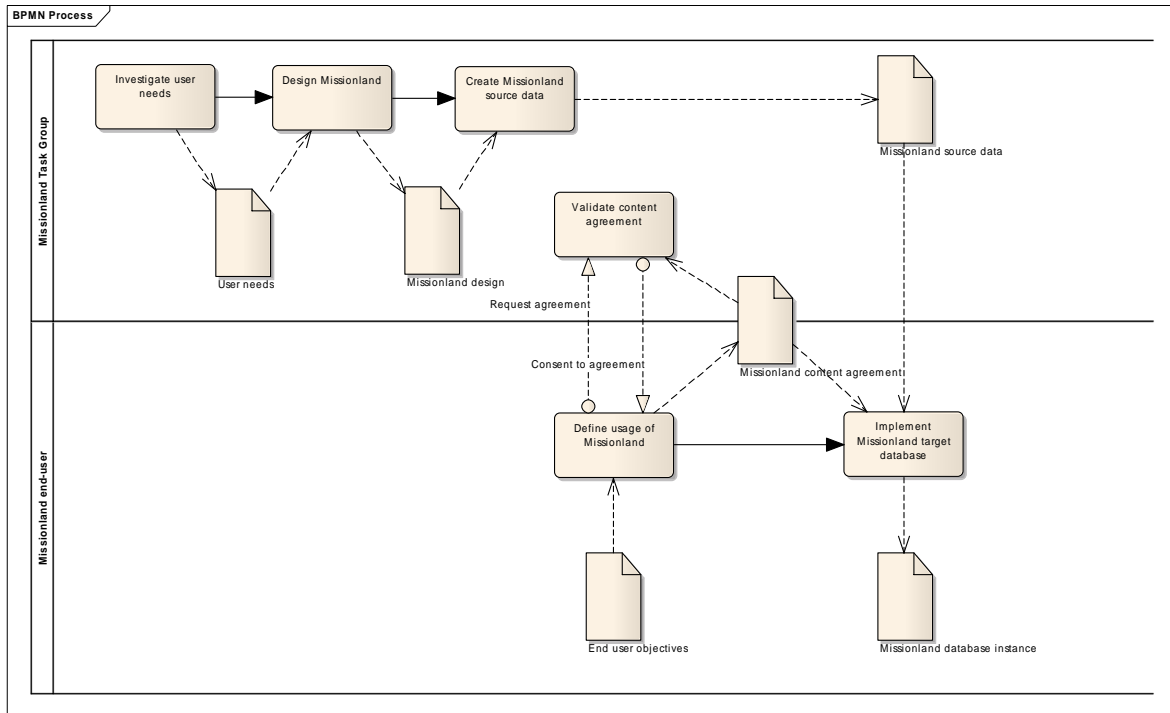 BPMN Process
Missionland Task Group
Investigate user
needs
Design Missionland
Create Missionland
source data
Missionland source data
User needs
Missionland design
Validate content
agreement
Request agreement
Consent to agreement
Missionland content agreement
Missionland end-user
Define usage of
Missionland
Implement
Missionland target
database
End user objectives
Missionland database instance